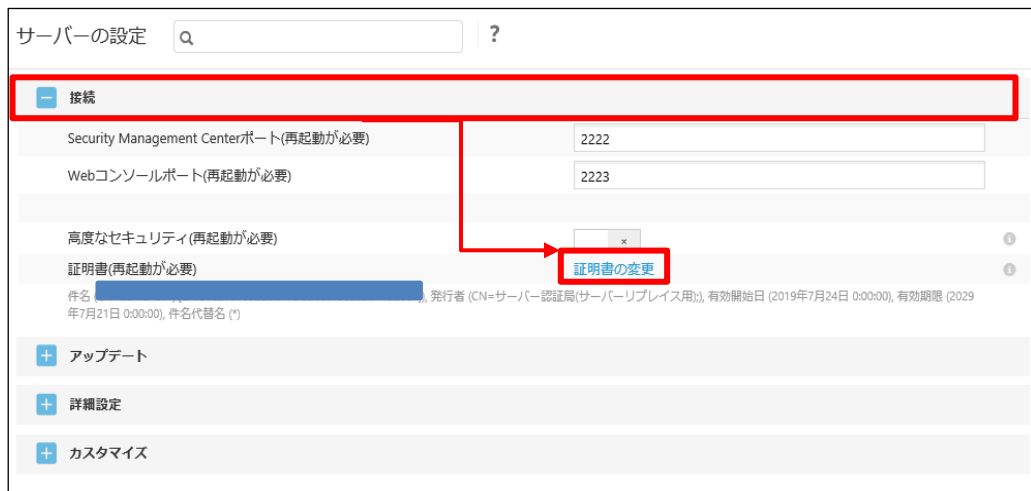 サーバーの設定 ?
接続
Security Management Centerポート(再起動が必要) 2222
Webコンソールポート(再起動が必要) 2223
高度なセキュリティ(再起動が必要) ×
証明書(再起動が必要) 証明書の変更
件名 ( ), 発行者 (CN=サーバー認証局(サーバーリプレイス用);), 有効開始日 (2019年7月24日 0:00:00), 有効期限 (2029
年7月21日 0:00:00), 件名代替名 (*)
アップデート
詳細設定
カスタマイズ